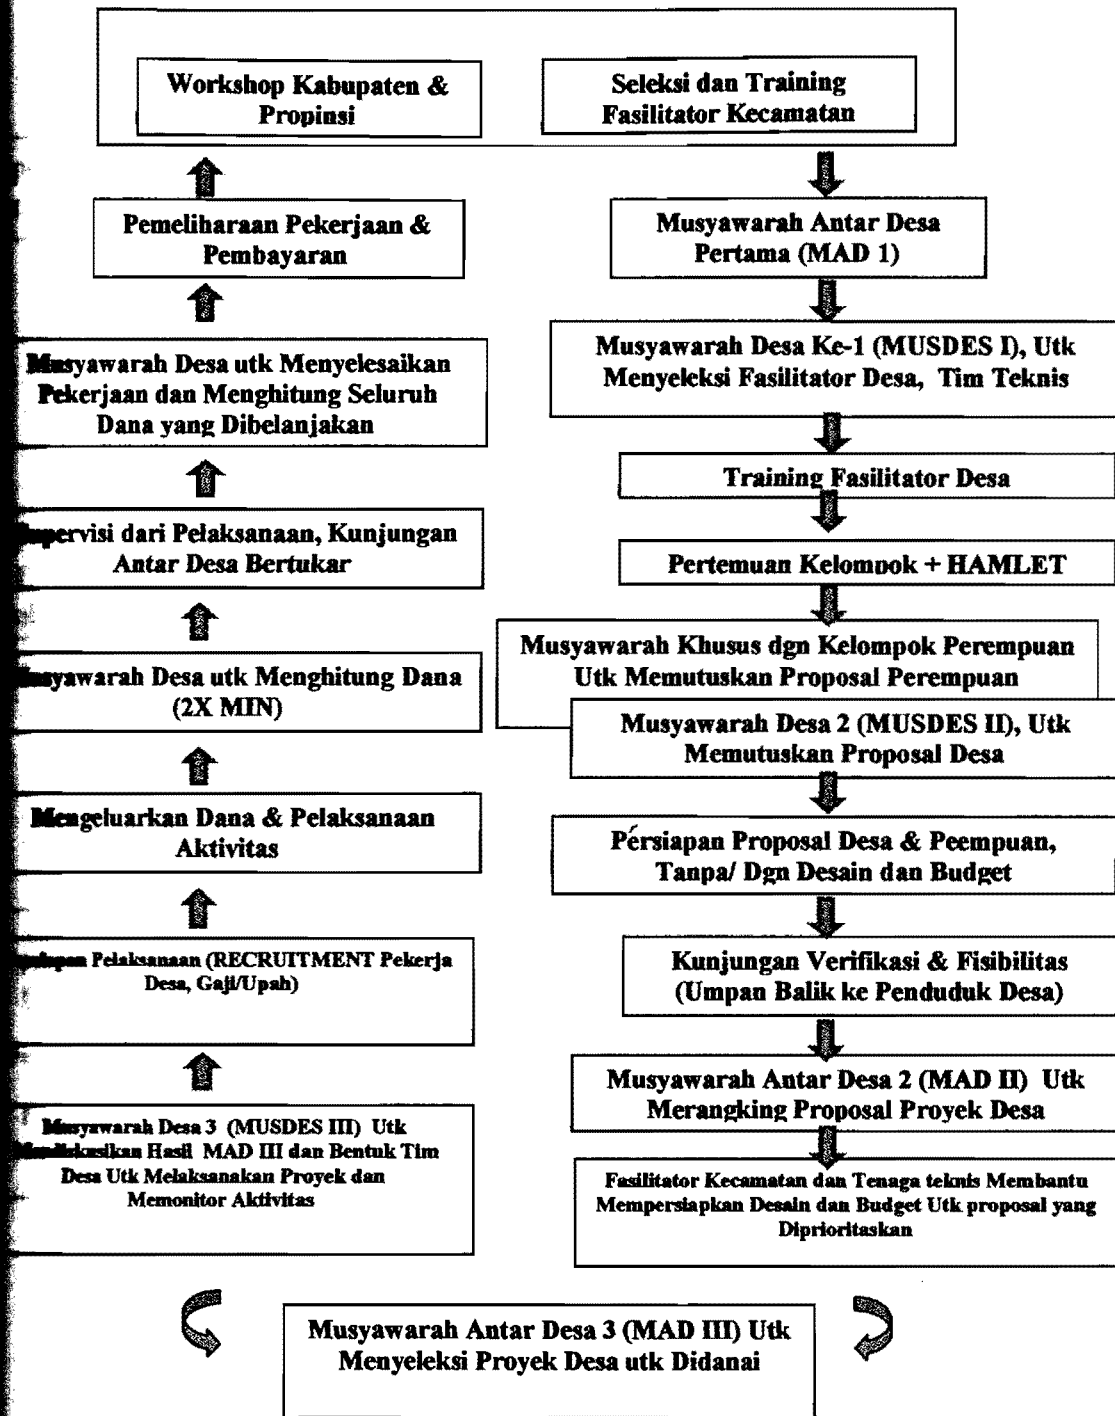 Workshop Kabupaten &
Propinsi
Seleksi dan Training
Fasilitator Kecamatan
Musyawarah Antar Desa
Pertama (MAD 1)
Musyawarah Desa Ke-1 (MUSDES I), Utk
Menyeleksi Fasilitator Desa, Tim Teknis
Training Fasilitator Desa
Pertemuan Kelompok + HAMLET
Musyawarah Khusus dgn Kelompok Perempuan
Utk Memutuskan Proposal Perempuan
Musyawarah Desa 2 (MUSDES II), Utk
Memutuskan Proposal Desa
Persiapan Proposal Desa & Peempuan,
Tanpa/ Dgn Desain dan Budget
Kunjungan Verifikasi & Fisibilitas
(Umpan Balik ke Penduduk Desa)
Musyawarah Antar Desa 2 (MAD II) Utk
Merangking Proposal Proyek Desa
Fasilitator Kecamatan dan Tenaga teknis Membantu
Mempersiapkan Desain dan Budget Utk proposal yang
Diprioritaskan
Musyawarah Antar Desa 3 (MAD III) Utk
Menyeleksi Proyek Desa utk Didanai
Musyawarah Desa 3 (MUSDES III) Utk
Hasil MAD III dan Bentuk Tim
Desa Utk Melaksanakan Proyek dan
Memonitor Aktivitas
Pelaksanaan (RECRUITMENT Pekerja
Desa, Gaji/Upah)
Mengeluarkan Dana & Pelaksanaan
Aktivitas
Desa utk Menghitung Dana
(2X MIN)
dari Pelaksanaan, Kunjungan
Antar Desa Bertukar
Musyawarah Desa utk Menyelesaikan
Pekerjaan dan Menghitung Seluruh
Dana yang Dibelanjakan
Pemeliharaan Pekerjaan &
Pembayaran